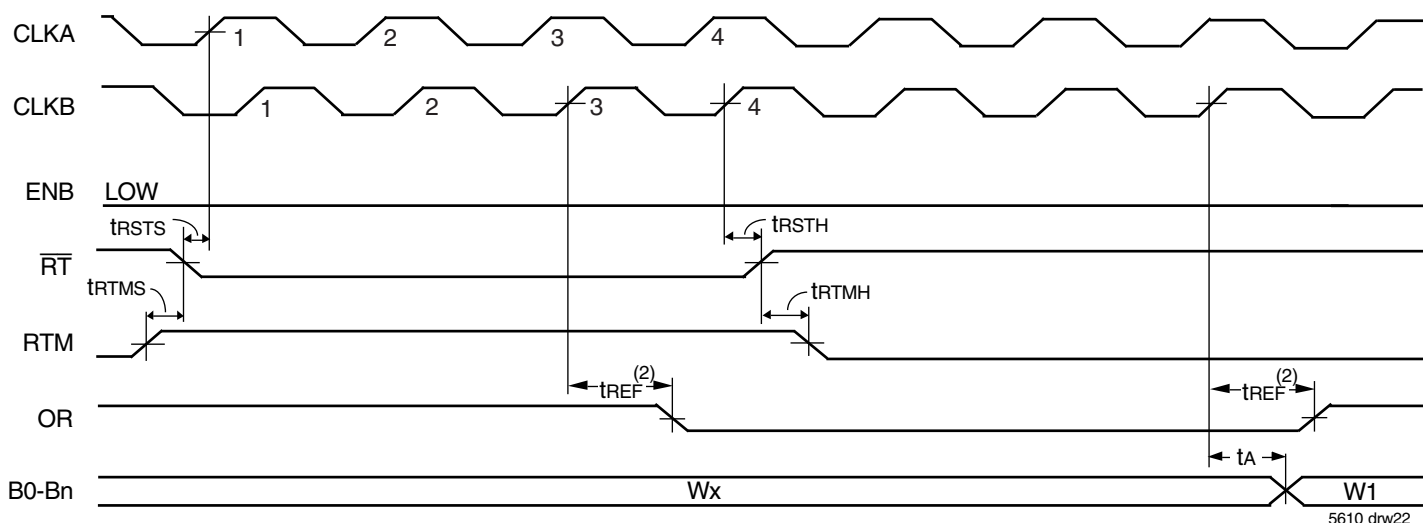 CLKA 1 2 3 4
CLKB 1 2 3 4
ENB LOW
tRSTS tRSTH
RT
tRTMS tRTMH
RTM
tREF(2) tREF(2)
OR
tA
B0-Bn Wx W1
5610 drw22